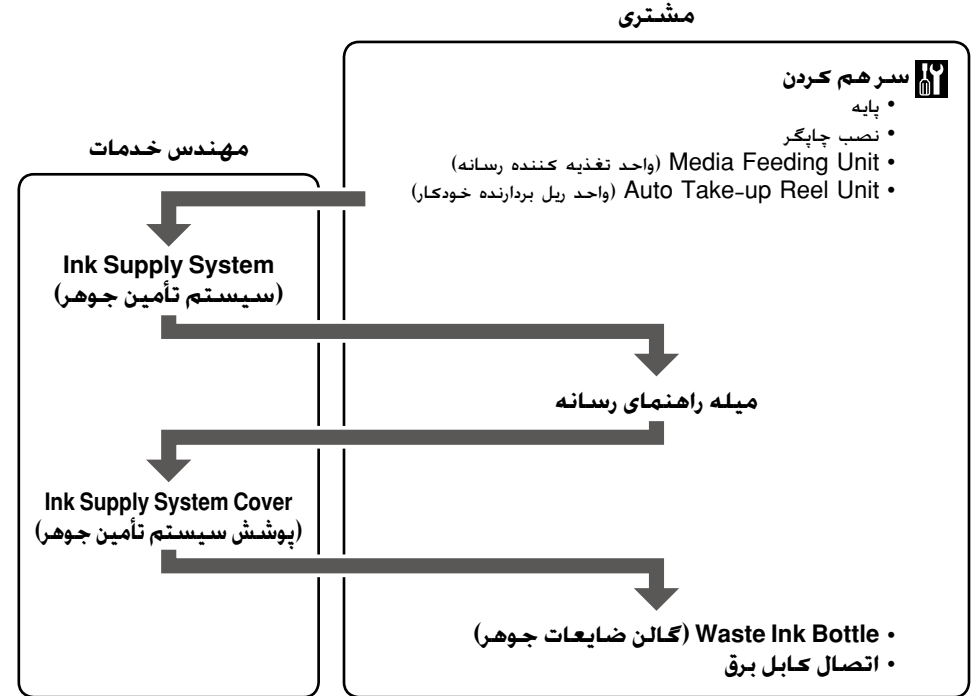 مشتری
سر هم کردن
• پایه
• نصب چاپگر
• Media Feeding Unit (واحد تغذیه کننده رسانه)
• Auto Take-up Reel Unit (واحد ریل بردارنده خودکار)
مهندس خدمات
Ink Supply System
(سیستم تأمین جوهر)
میله راهنمای رسانه
Ink Supply System Cover
(پوشش سیستم تأمین جوهر)
• Waste Ink Bottle (گالن ضایعات جوهر)
• اتصال کابل برق